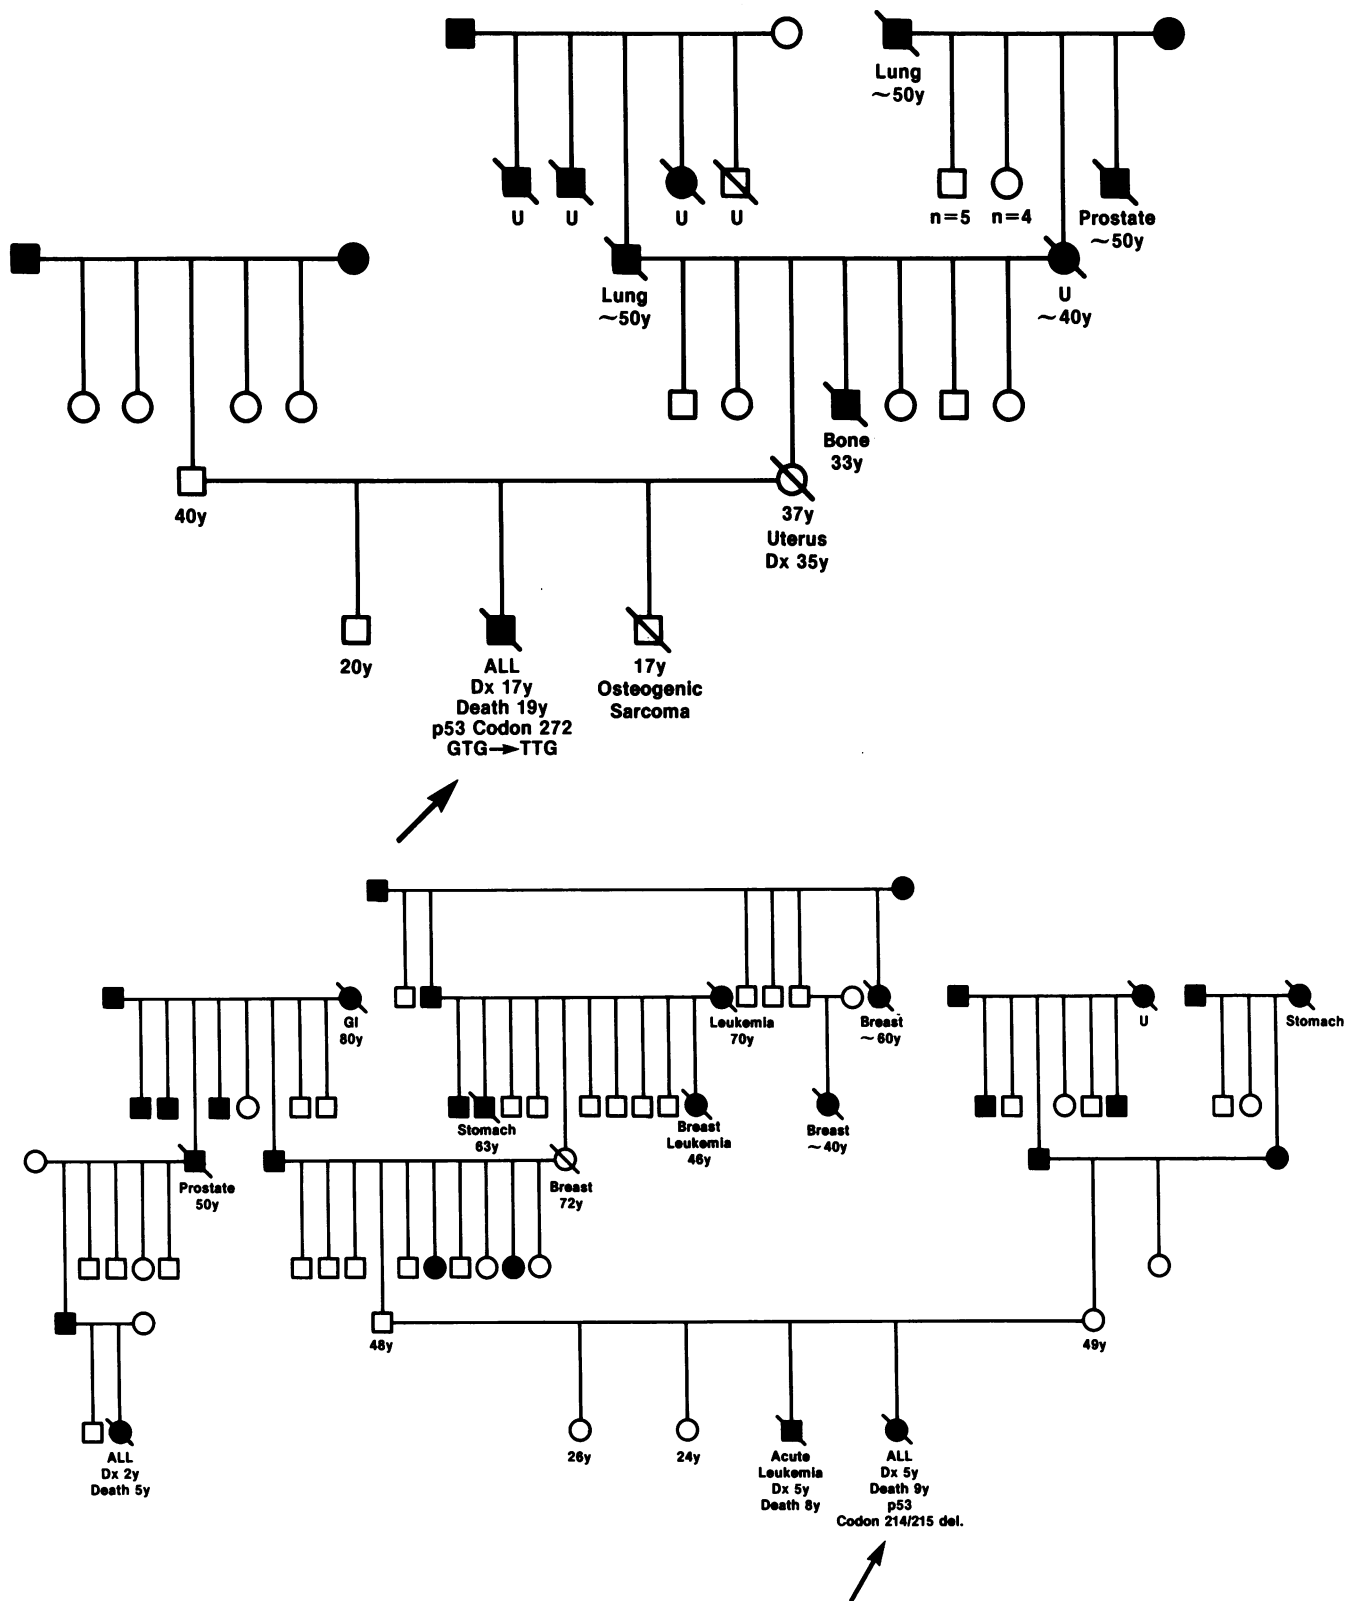 Lung
~50y
U
U
U
U
n=5
n=4
Prostate
~50y
Lung
~50y
U
~40y
Bone
33y
40y
37y
Uterus
Dx 35y
20y
ALL
Dx 17y
Death 19y
p53 Codon 272
GTG→TTG
17y
Osteogenic
Sarcoma
GI
80y
Leukemia
70y
Breast
~60y
U
Stomach
Stomach
63y
Breast
Leukemia
46y
Breast
~40y
Prostate
50y
Breast
72y
48y
49y
ALL
Dx 2y
Death 5y
26y
24y
Acute
Leukemia
Dx 5y
Death 8y
ALL
Dx 5y
Death 9y
p53
Codon 214/215 del.